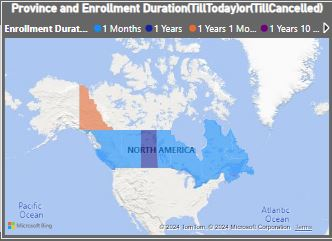 Province and Enrollment Duration(TillToday)or(TillCancelled)
Enrollment Durat... 1 Months 1 Years 1 Years 1 Mo... 1 Years 10 ...
NORTH AMERICA
Pacific
Ocean
Atlantic
Ocean
Microsoft Bing
© 2024 TomTom, © 2024 Microsoft Corporation Terms